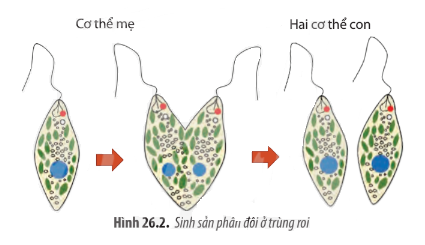 Cơ thể mẹ
Hai cơ thể con
Hình 26.2. Sinh sản phân đôi ở trùng roi